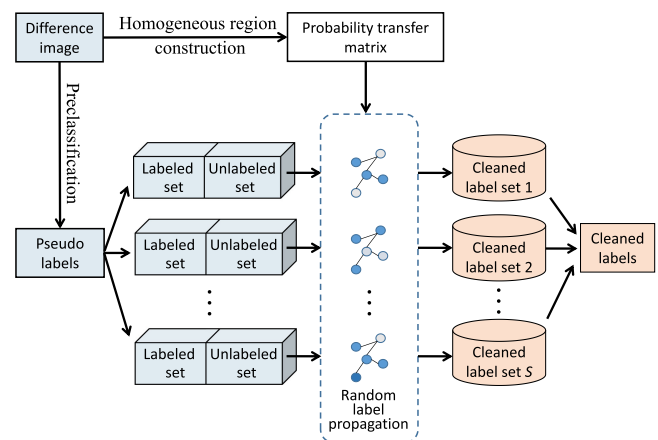 Difference
image
Homogeneous region
construction
Probability transfer
matrix
Preclassification
Labeled
set
Unlabeled
set
Cleaned
label set 1
Pseudo
labels
Labeled
set
Unlabeled
set
Cleaned
label set 2
Cleaned
labels
Labeled
set
Unlabeled
set
Cleaned
label set S
Random
label
propagation